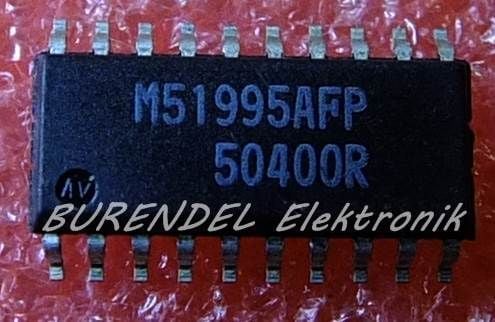 M51995AFP
50400R
AV
BURENDEL Elektronik